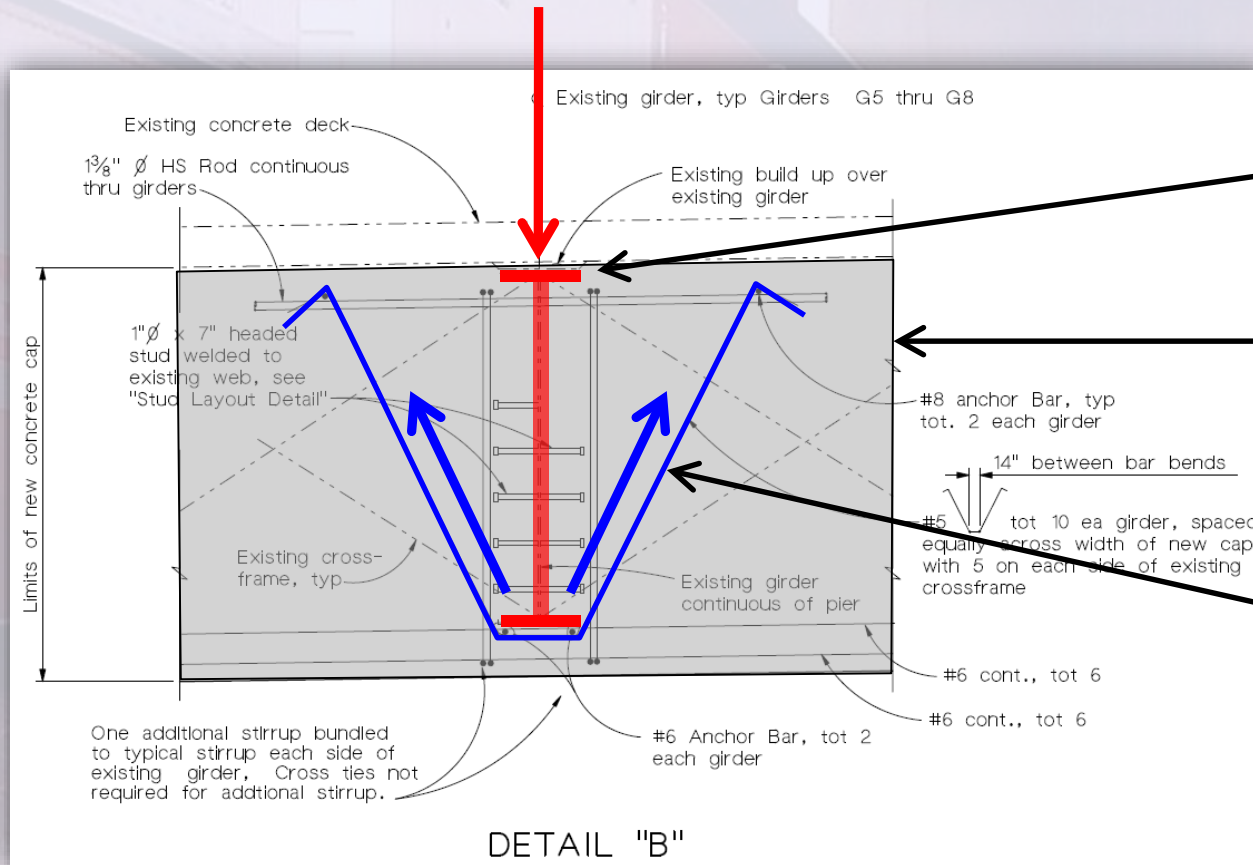 ℄ Existing girder, typ Girders G5 thru G8
Existing concrete deck
1⅜" Ø HS Rod continuous
thru girders
Existing build up over
existing girder
Limits of new concrete cap
1"Ø x 7" headed
stud welded to
existing web, see
"Stud Layout Detail"
#8 anchor Bar, typ
tot. 2 each girder
14" between bar bends
#5 tot 10 ea girder, spaced
equally across width of new cap
with 5 on each side of existing
crossframe
Existing cross-
frame, typ
Existing girder
continuous of pier
#6 cont., tot 6
#6 cont., tot 6
One additional stirrup bundled
to typical stirrup each side of
existing girder, Cross ties not
required for addtional stirrup.
#6 Anchor Bar, tot 2
each girder
DETAIL "B"